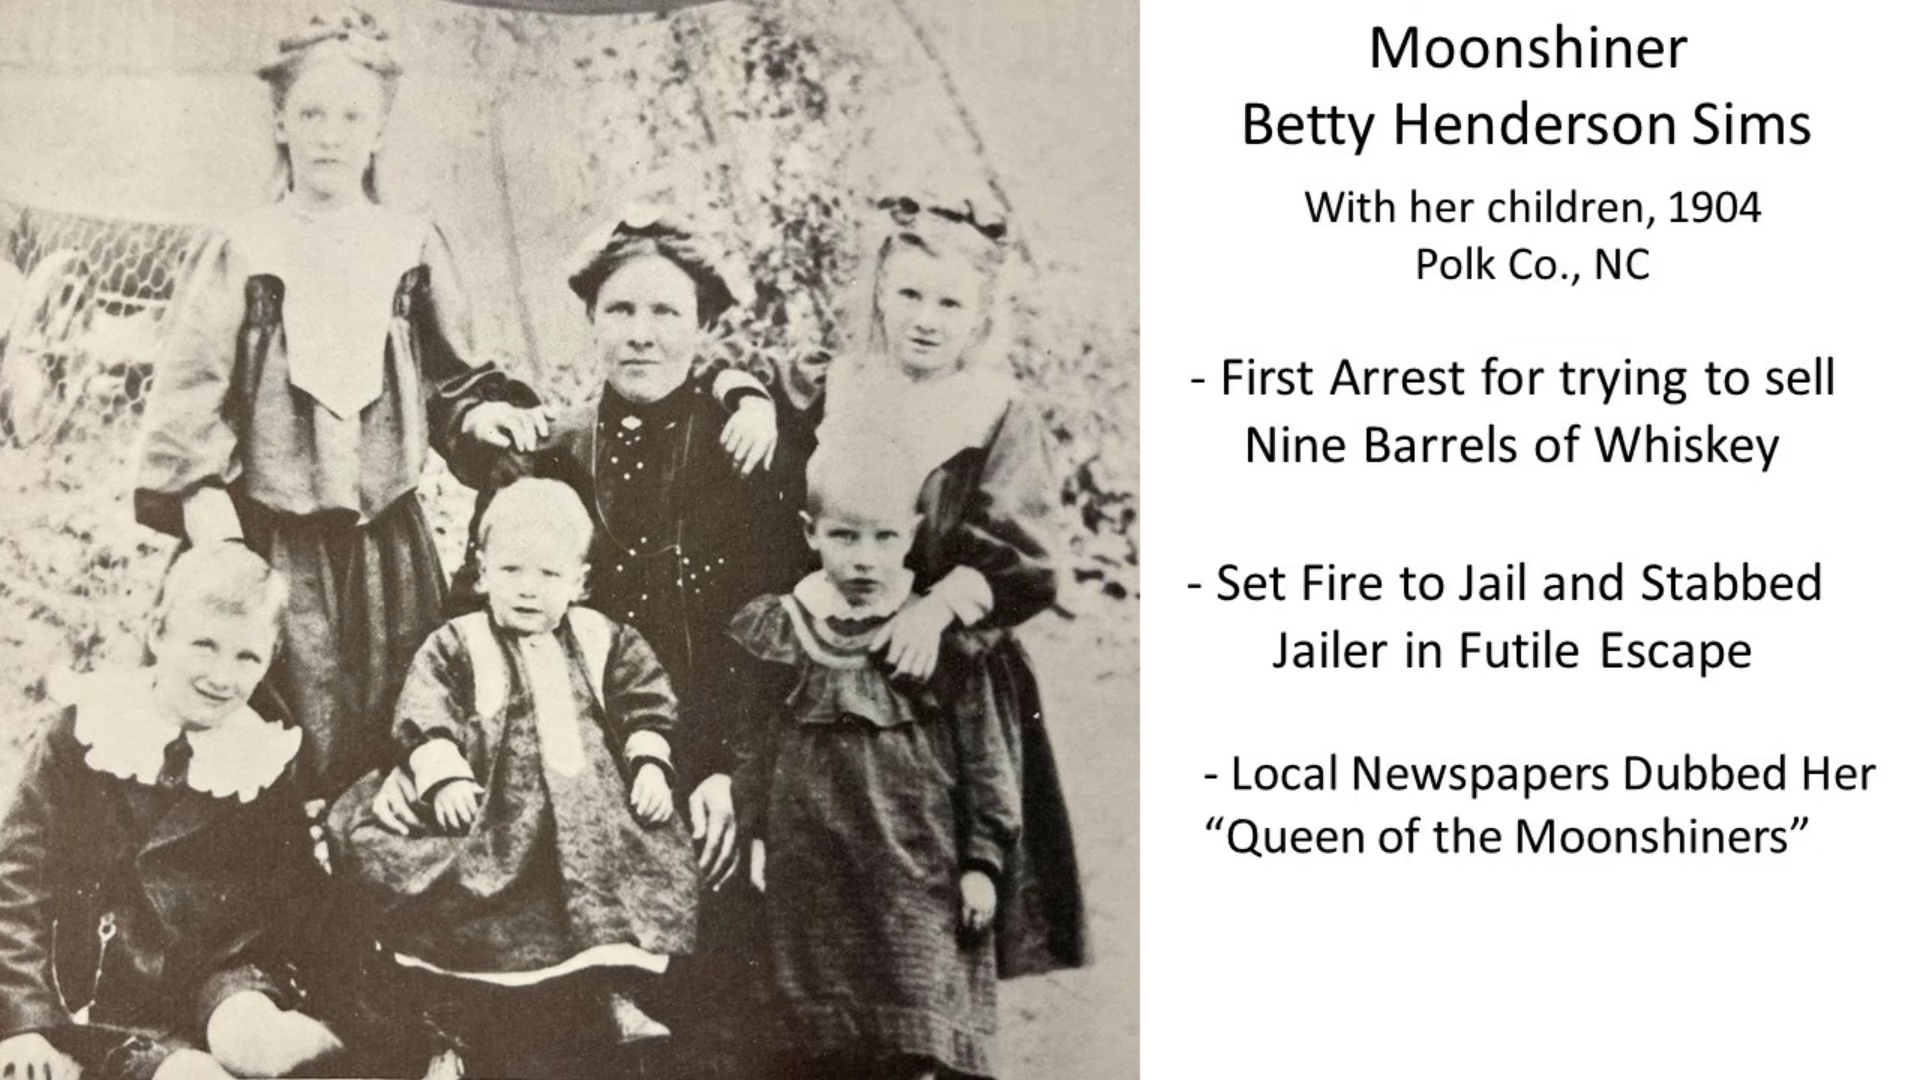 Moonshiner
Betty Henderson Sims
With her children, 1904
Polk Co., NC
- First Arrest for trying to sell
Nine Barrels of Whiskey
- Set Fire to Jail and Stabbed
Jailer in Futile Escape
- Local Newspapers Dubbed Her
“Queen of the Moonshiners”